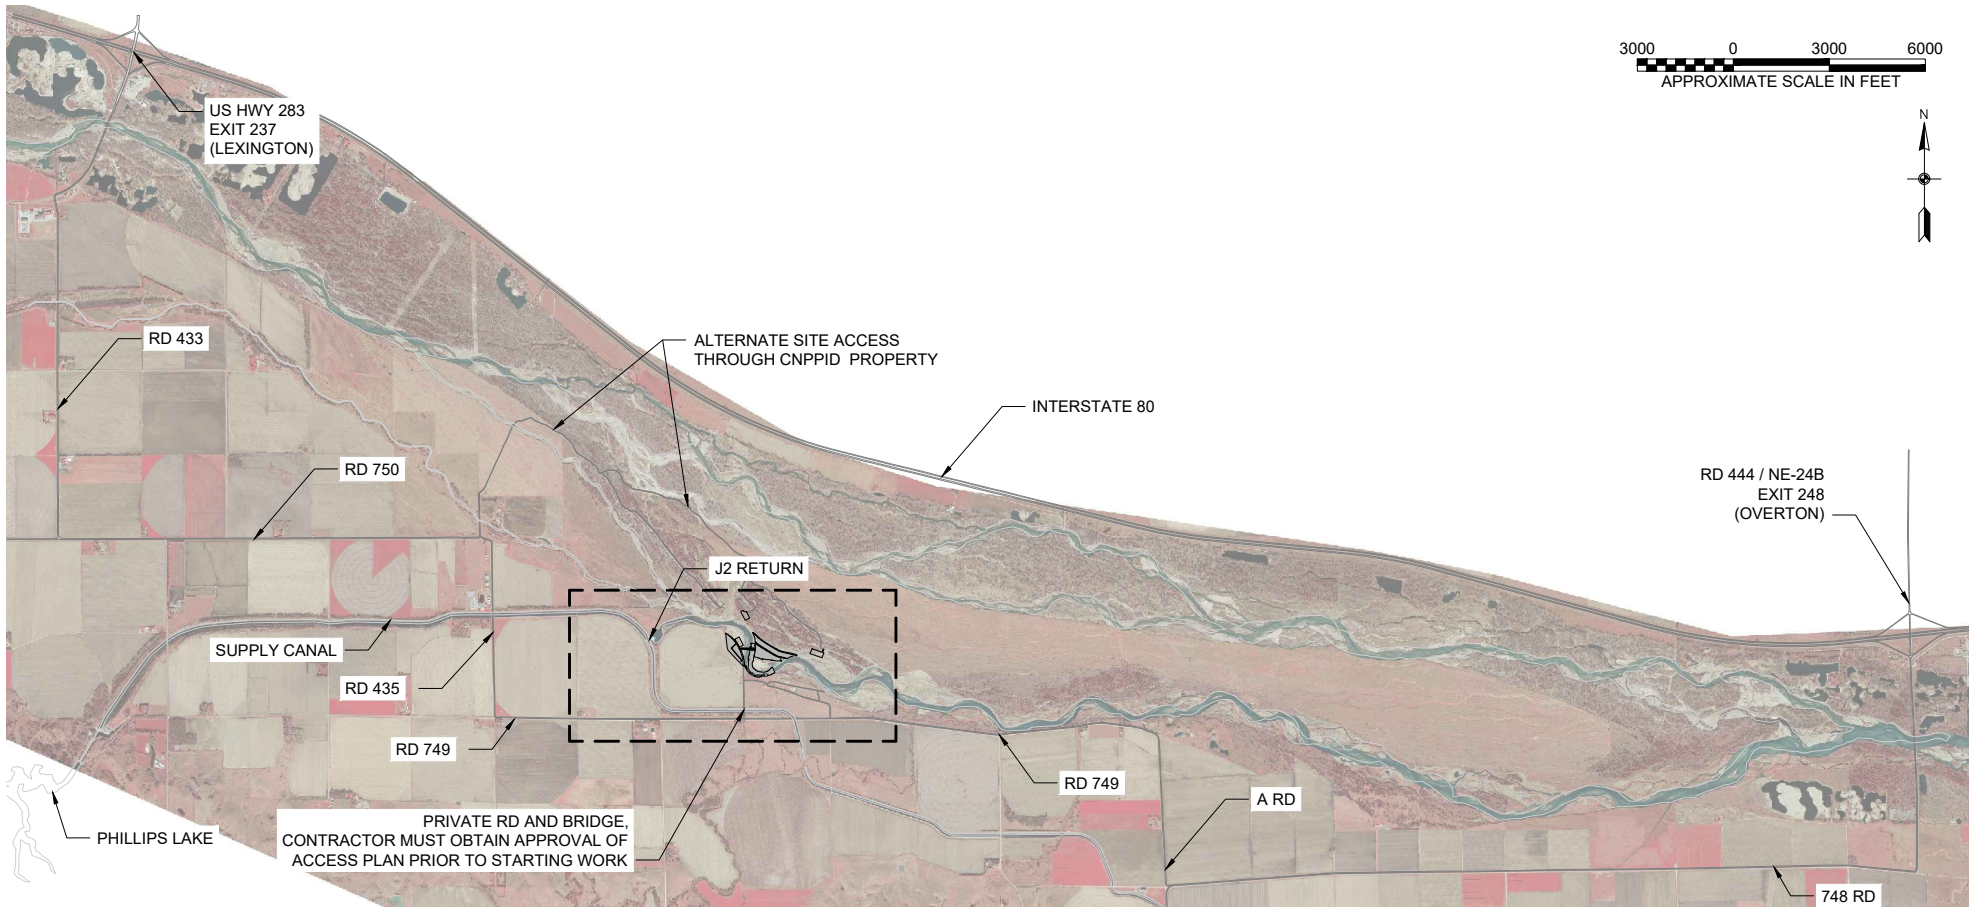 3000 0 3000 6000
APPROXIMATE SCALE IN FEET
N
US HWY 283
EXIT 237
(LEXINGTON)
RD 433
ALTERNATE SITE ACCESS
THROUGH CNPPID PROPERTY
INTERSTATE 80
RD 750
RD 444 / NE-24B
EXIT 248
(OVERTON)
J2 RETURN
SUPPLY CANAL
RD 435
RD 749
RD 749
A RD
PRIVATE RD AND BRIDGE,
CONTRACTOR MUST OBTAIN APPROVAL OF
ACCESS PLAN PRIOR TO STARTING WORK
PHILLIPS LAKE
748 RD